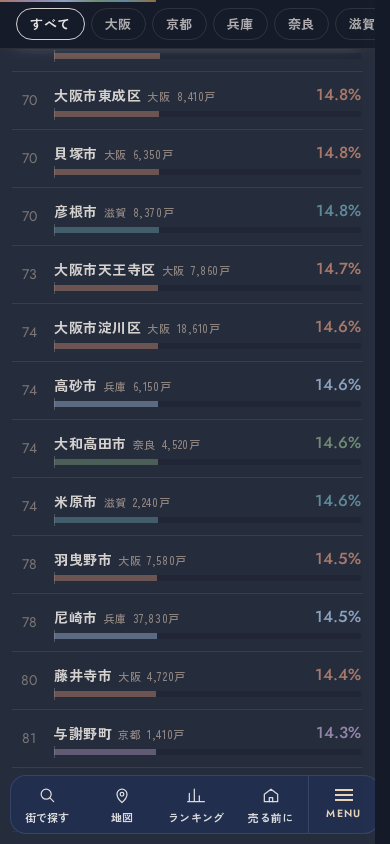 すべて 大阪 京都 兵庫 奈良 滋賀
70 大阪市東成区 大阪 8,410戸 14.8%
70 貝塚市 大阪 6,350戸 14.8%
70 彦根市 滋賀 8,370戸 14.8%
73 大阪市天王寺区 大阪 7,860戸 14.7%
74 大阪市淀川区 大阪 18,610戸 14.6%
74 高砂市 兵庫 6,150戸 14.6%
74 大和高田市 奈良 4,520戸 14.6%
74 米原市 滋賀 2,240戸 14.6%
78 羽曳野市 大阪 7,580戸 14.5%
78 尼崎市 兵庫 37,830戸 14.5%
80 藤井寺市 大阪 4,720戸 14.4%
81 与謝野町 京都 1,410戸 14.3%
街で探す 地図 ランキング 売る前に MENU